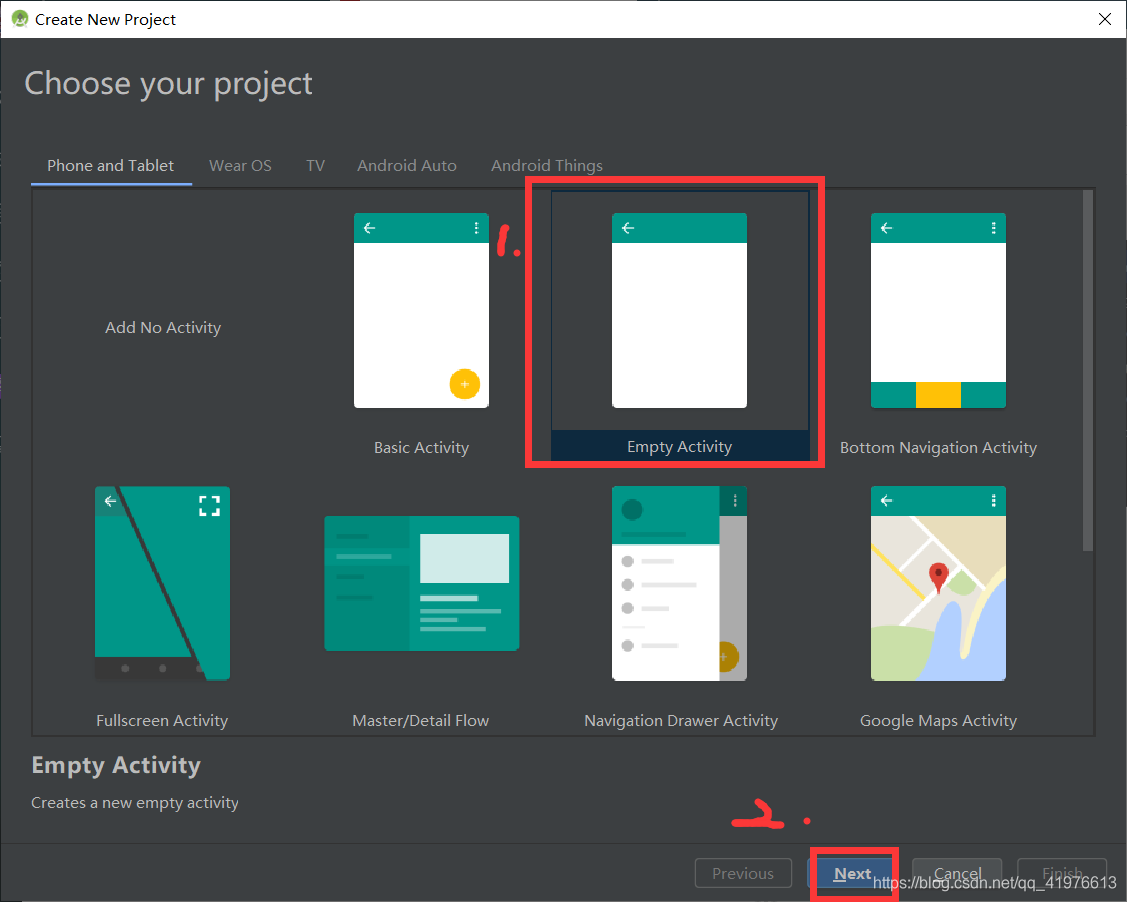 Create New Project
Choose your project
Phone and Tablet Wear OS TV Android Auto Android Things
1.
Add No Activity
Basic Activity
Empty Activity
Bottom Navigation Activity
Fullscreen Activity
Master/Detail Flow
Navigation Drawer Activity
Google Maps Activity
Empty Activity
Creates a new empty activity
2.
Previous Next Cancel Finish
https://blog.csdn.net/qq_41976613